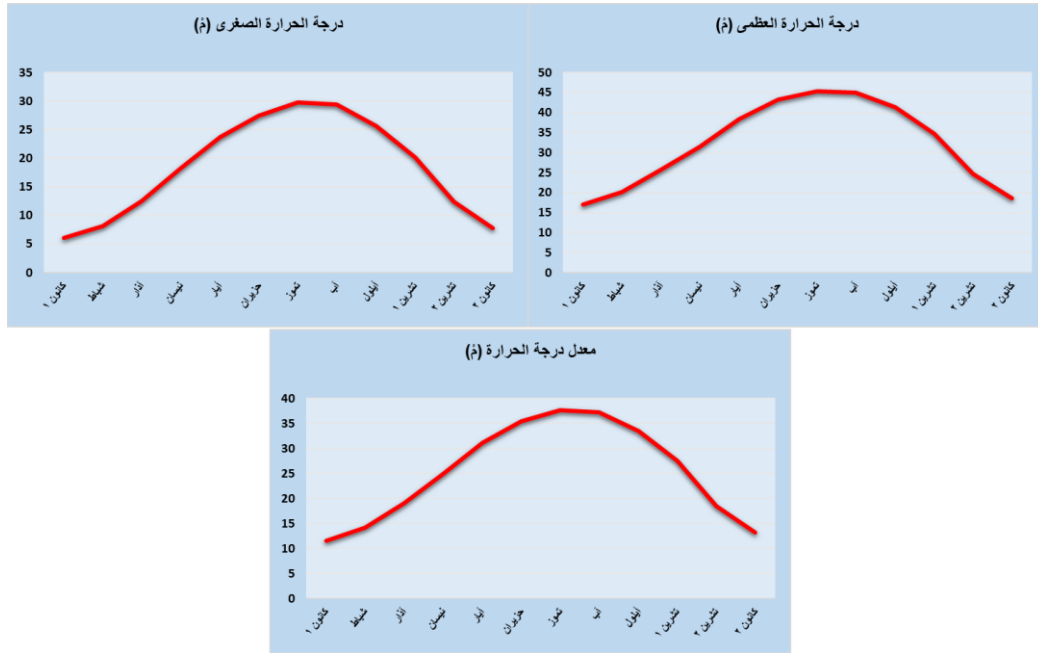 درجة الحرارة العظمى (مْ)
50
45
40
35
30
25
20
15
10
5
0
كانون ١
شباط
آذار
نيسان
أيار
حزيران
تموز
آب
أيلول
تشرين ١
تشرين ٢
كانون ٢
درجة الحرارة الصغرى (مْ)
35
30
25
20
15
10
5
0
كانون ١
شباط
آذار
نيسان
أيار
حزيران
تموز
آب
أيلول
تشرين ١
تشرين ٢
كانون ٢
معدل درجة الحرارة (مْ)
40
35
30
25
20
15
10
5
0
كانون ١
شباط
آذار
نيسان
أيار
حزيران
تموز
آب
أيلول
تشرين ١
تشرين ٢
كانون ٢